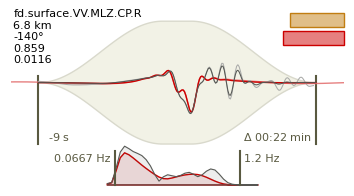 fd.surface.VV.MLZ.CP.R
6.8 km
-140°
0.859
0.0116
-9 s
Δ 00:22 min
0.0667 Hz
1.2 Hz